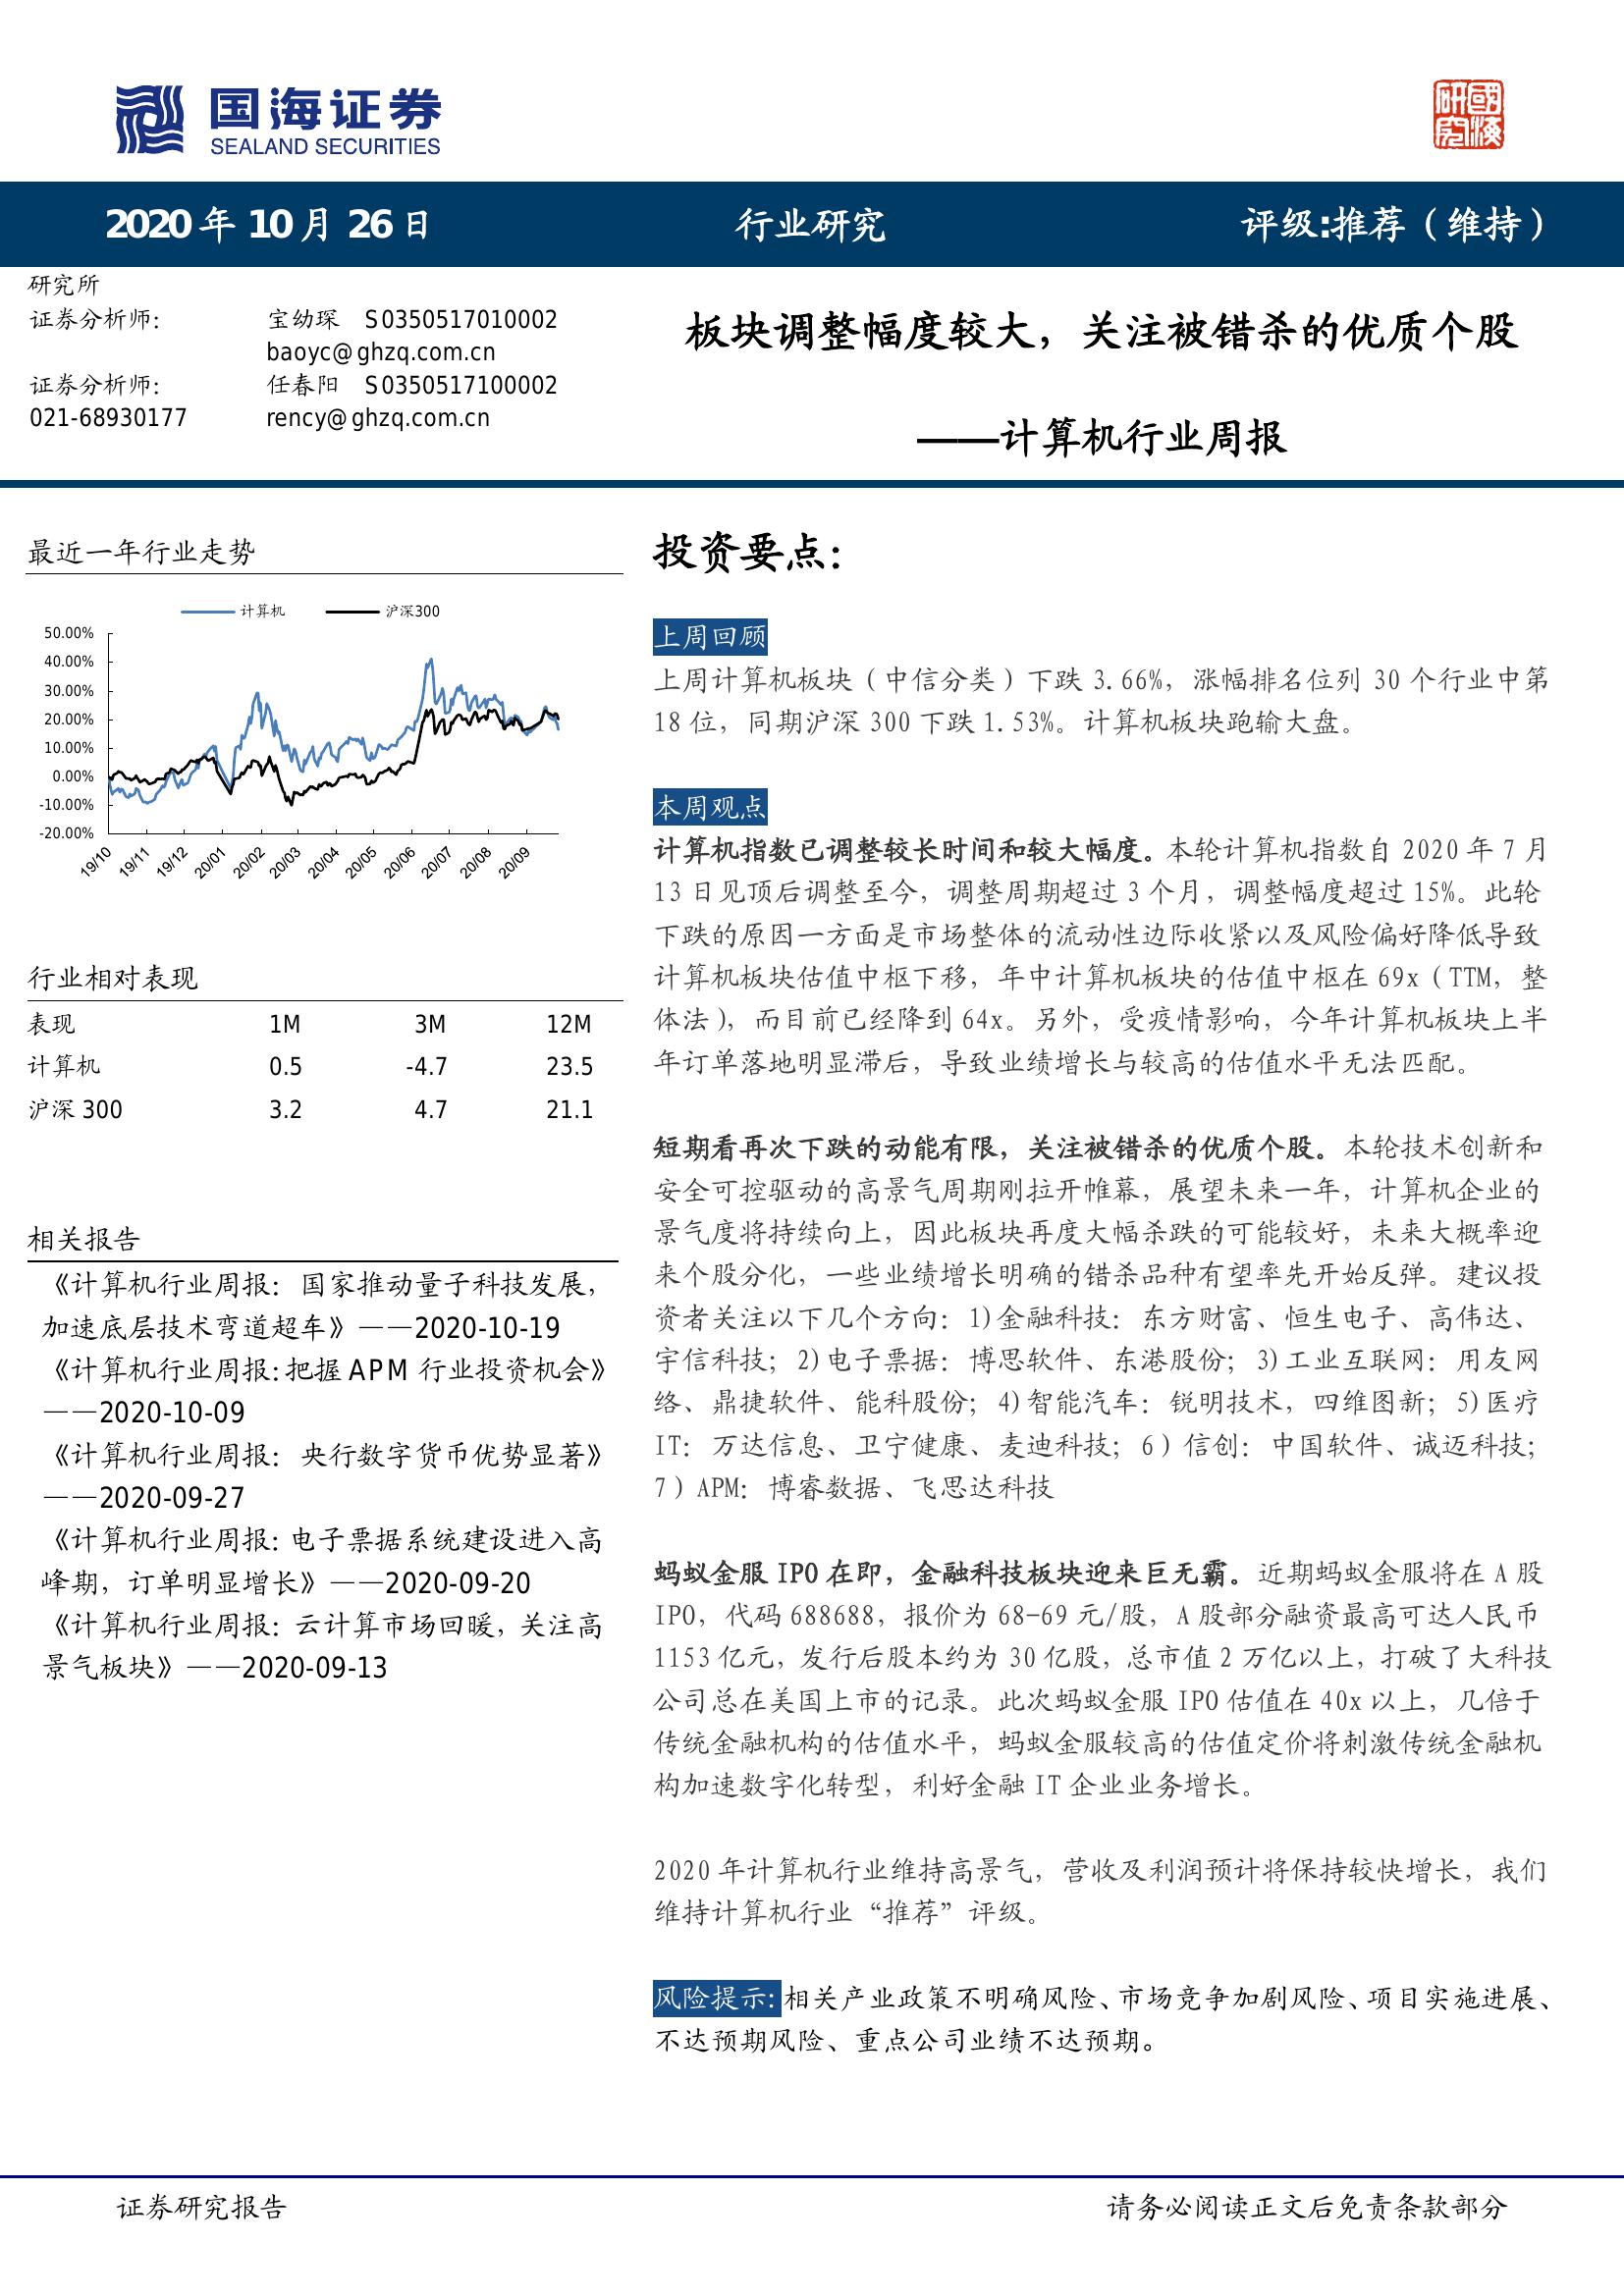 国海证券
SEALAND SECURITIES
國海
研究
2020 年 10 月 26 日
行业研究
评级:推荐（维持）
研究所
证券分析师： 宝幼琛 S0350517010002
baoyc@ghzq.com.cn
证券分析师： 任春阳 S0350517100002
021-68930177 rency@ghzq.com.cn
板块调整幅度较大，关注被错杀的优质个股
——计算机行业周报
最近一年行业走势
计算机 沪深300
50.00%
40.00%
30.00%
20.00%
10.00%
0.00%
-10.00%
-20.00%
19/10 19/11 19/12 20/01 20/02 20/03 20/04 20/05 20/06 20/07 20/08 20/09
行业相对表现
表现 1M 3M 12M
计算机 0.5 -4.7 23.5
沪深 300 3.2 4.7 21.1
相关报告
《计算机行业周报：国家推动量子科技发展，
加速底层技术弯道超车》——2020-10-19
《计算机行业周报:把握 APM 行业投资机会》
——2020-10-09
《计算机行业周报：央行数字货币优势显著》
——2020-09-27
《计算机行业周报：电子票据系统建设进入高
峰期，订单明显增长》——2020-09-20
《计算机行业周报：云计算市场回暖，关注高
景气板块》——2020-09-13
投资要点：
上周回顾
上周计算机板块（中信分类）下跌 3.66%，涨幅排名位列 30 个行业中第
18 位，同期沪深 300 下跌 1.53%。计算机板块跑输大盘。
本周观点
计算机指数已调整较长时间和较大幅度。本轮计算机指数自 2020 年 7 月
13 日见顶后调整至今，调整周期超过 3 个月，调整幅度超过 15%。此轮
下跌的原因一方面是市场整体的流动性边际收紧以及风险偏好降低导致
计算机板块估值中枢下移，年中计算机板块的估值中枢在 69x（TTM，整
体法），而目前已经降到 64x。另外，受疫情影响，今年计算机板块上半
年订单落地明显滞后，导致业绩增长与较高的估值水平无法匹配。
短期看再次下跌的动能有限，关注被错杀的优质个股。本轮技术创新和
安全可控驱动的高景气周期刚拉开帷幕，展望未来一年，计算机企业的
景气度将持续向上，因此板块再度大幅杀跌的可能较好，未来大概率迎
来个股分化，一些业绩增长明确的错杀品种有望率先开始反弹。建议投
资者关注以下几个方向：1)金融科技：东方财富、恒生电子、高伟达、
宇信科技；2)电子票据：博思软件、东港股份；3)工业互联网：用友网
络、鼎捷软件、能科股份；4)智能汽车：锐明技术，四维图新；5)医疗
IT：万达信息、卫宁健康、麦迪科技；6）信创：中国软件、诚迈科技；
7）APM：博睿数据、飞思达科技
蚂蚁金服 IPO 在即，金融科技板块迎来巨无霸。近期蚂蚁金服将在 A 股
IPO，代码 688688，报价为 68-69 元/股，A 股部分融资最高可达人民币
1153 亿元，发行后股本约为 30 亿股，总市值 2 万亿以上，打破了大科技
公司总在美国上市的记录。此次蚂蚁金服 IPO 估值在 40x 以上，几倍于
传统金融机构的估值水平，蚂蚁金服较高的估值定价将刺激传统金融机
构加速数字化转型，利好金融 IT 企业业务增长。
2020 年计算机行业维持高景气，营收及利润预计将保持较快增长，我们
维持计算机行业“推荐”评级。
风险提示：相关产业政策不明确风险、市场竞争加剧风险、项目实施进展、
不达预期风险、重点公司业绩不达预期。
证券研究报告
请务必阅读正文后免责条款部分